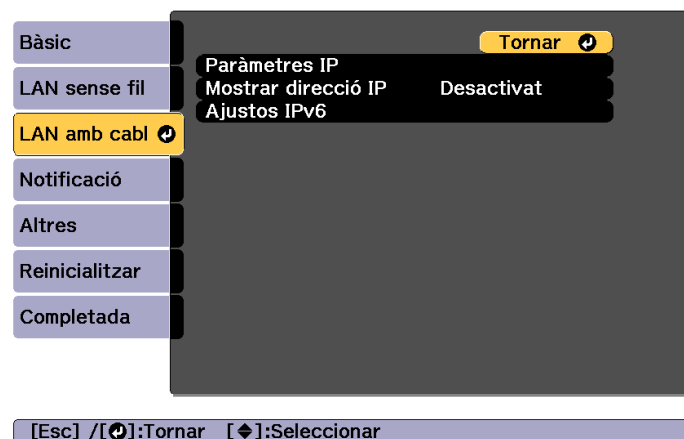 Bàsic
LAN sense fil
LAN amb cabl
Notificació
Altres
Reinicialitzar
Completada
Tornar
Paràmetres IP
Mostrar direcció IP Desactivat
Ajustos IPv6
[Esc] /[⏎]:Tornar [◆]:Seleccionar